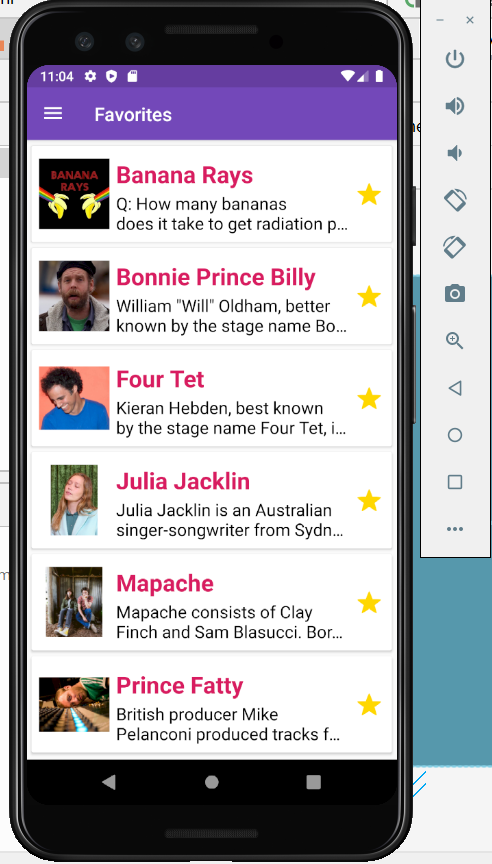 11:04
Favorites
BANANA
RAYS
Banana Rays
Q: How many bananas
does it take to get radiation p...
Bonnie Prince Billy
William "Will" Oldham, better
known by the stage name Bo...
Four Tet
Kieran Hebden, best known
by the stage name Four Tet, i...
Julia Jacklin
Julia Jacklin is an Australian
singer-songwriter from Sydn...
Mapache
Mapache consists of Clay
Finch and Sam Blasucci. Bor...
Prince Fatty
British producer Mike
Pelanconi produced tracks f...